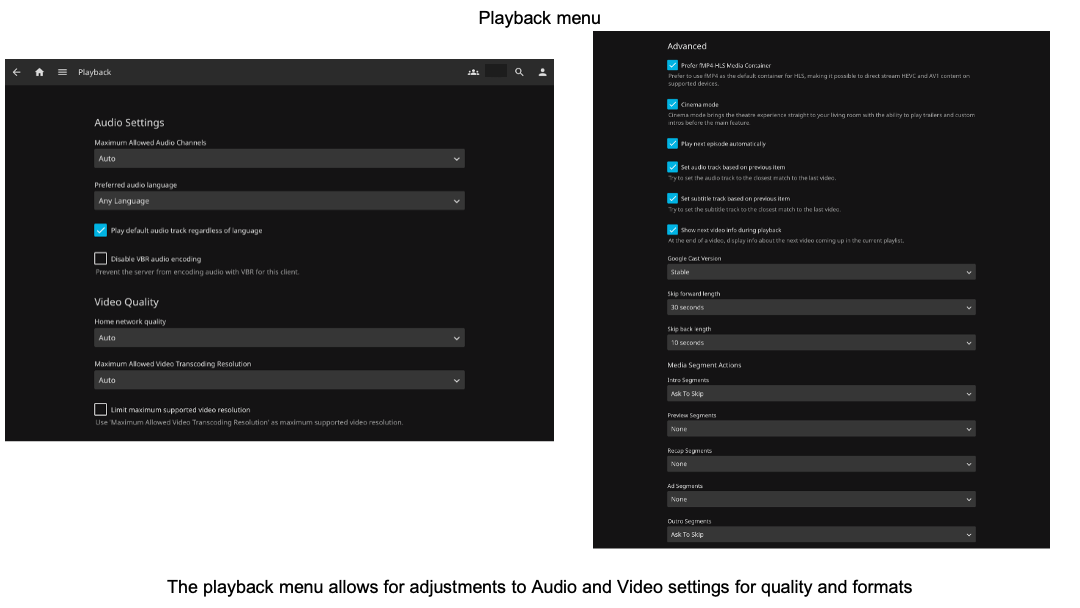 Playback menu
Playback
Audio Settings
Maximum Allowed Audio Channels
Auto
Preferred audio language
Any Language
Play default audio track regardless of language
Disable VBR audio encoding
Prevent the server from encoding audio with VBR for this client.
Video Quality
Home network quality
Auto
Maximum Allowed Video Transcoding Resolution
Auto
Limit maximum supported video resolution
Use 'Maximum Allowed Video Transcoding Resolution' as maximum supported video resolution.
Advanced
Prefer fMP4-HLS Media Container
Prefer to use fMP4 as the default container for HLS, making it possible to direct stream HEVC and AV1 content on
supported devices.
Cinema mode
Cinema mode brings the theatre experience straight to your living room with the ability to play trailers and custom
intros before the main feature.
Play next episode automatically
Set audio track based on previous item
Try to set the audio track to the closest match to the last video.
Set subtitle track based on previous item
Try to set the subtitle track to the closest match to the last video.
Show next video info during playback
At the end of a video, display info about the next video coming up in the current playlist.
Google Cast Version
Stable
Skip forward length
30 seconds
Skip back length
10 seconds
Media Segment Actions
Intro Segments
Ask To Skip
Preview Segments
None
Recap Segments
None
Ad Segments
None
Outro Segments
Ask To Skip
The playback menu allows for adjustments to Audio and Video settings for quality and formats